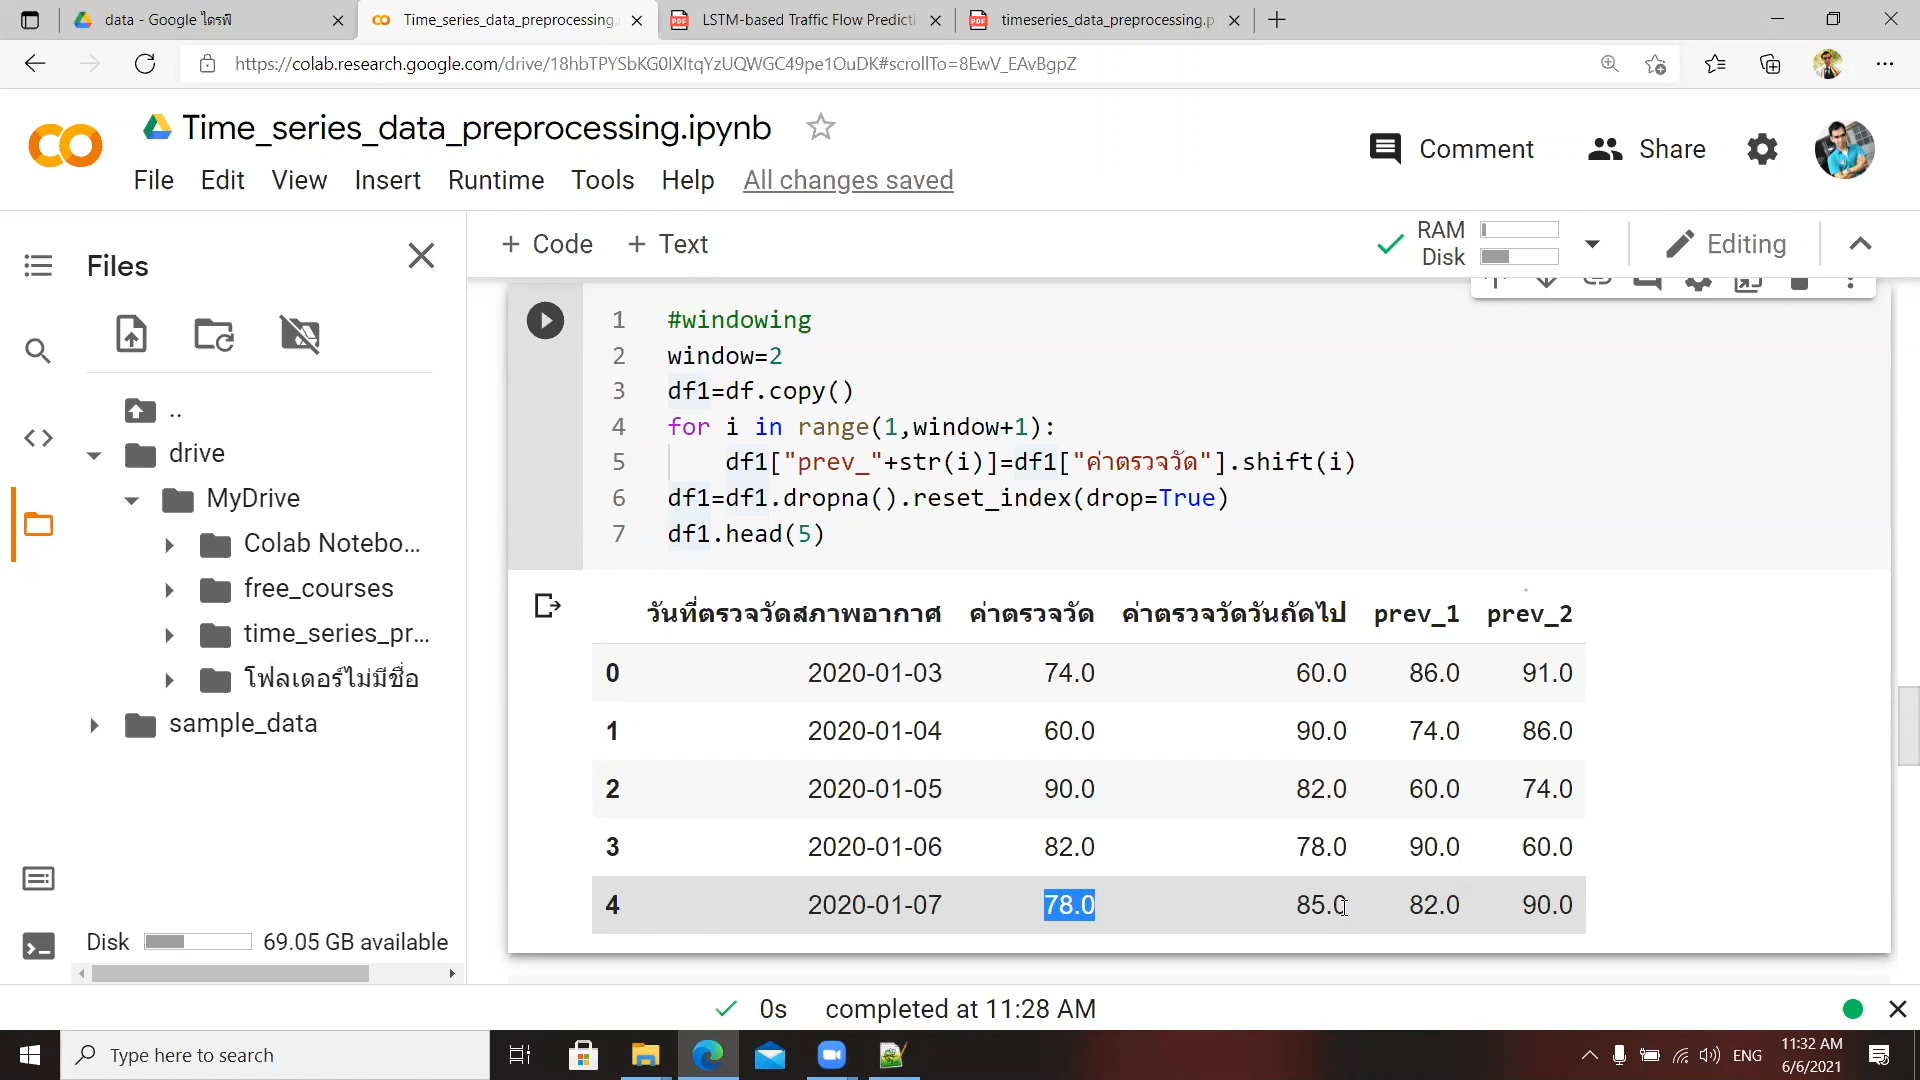 data - Google ไดรฟ์
Time_series_data_preprocessing.
LSTM-based Traffic Flow Predicti
timeseries_data_preprocessing.p
https://colab.research.google.com/drive/18hbTPYSbKG0IXItqYzUQWGC49pe1OuDK#scrollTo=8EwV_EAvBgpZ
CO
Time_series_data_preprocessing.ipynb
File Edit View Insert Runtime Tools Help All changes saved
Comment
Share
+ Code + Text
RAM
Disk
Editing
Files
..
drive
MyDrive
Colab Notebo...
free_courses
time_series_pr...
โฟลเดอร์ไม่มีชื่อ
sample_data
Disk 69.05 GB available
1 #windowing
2 window=2
3 df1=df.copy()
4 for i in range(1,window+1):
5 df1["prev_"+str(i)]=df1["ค่าตรวจวัด"].shift(i)
6 df1=df1.dropna().reset_index(drop=True)
7 df1.head(5)
วันที่ตรวจวัดสภาพอากาศ ค่าตรวจวัด ค่าตรวจวัดวันถัดไป prev_1 prev_2
0 2020-01-03 74.0 60.0 86.0 91.0
1 2020-01-04 60.0 90.0 74.0 86.0
2 2020-01-05 90.0 82.0 60.0 74.0
3 2020-01-06 82.0 78.0 90.0 60.0
4 2020-01-07 78.0 85.0 82.0 90.0
0s completed at 11:28 AM
Type here to search
ENG
11:32 AM
6/6/2021